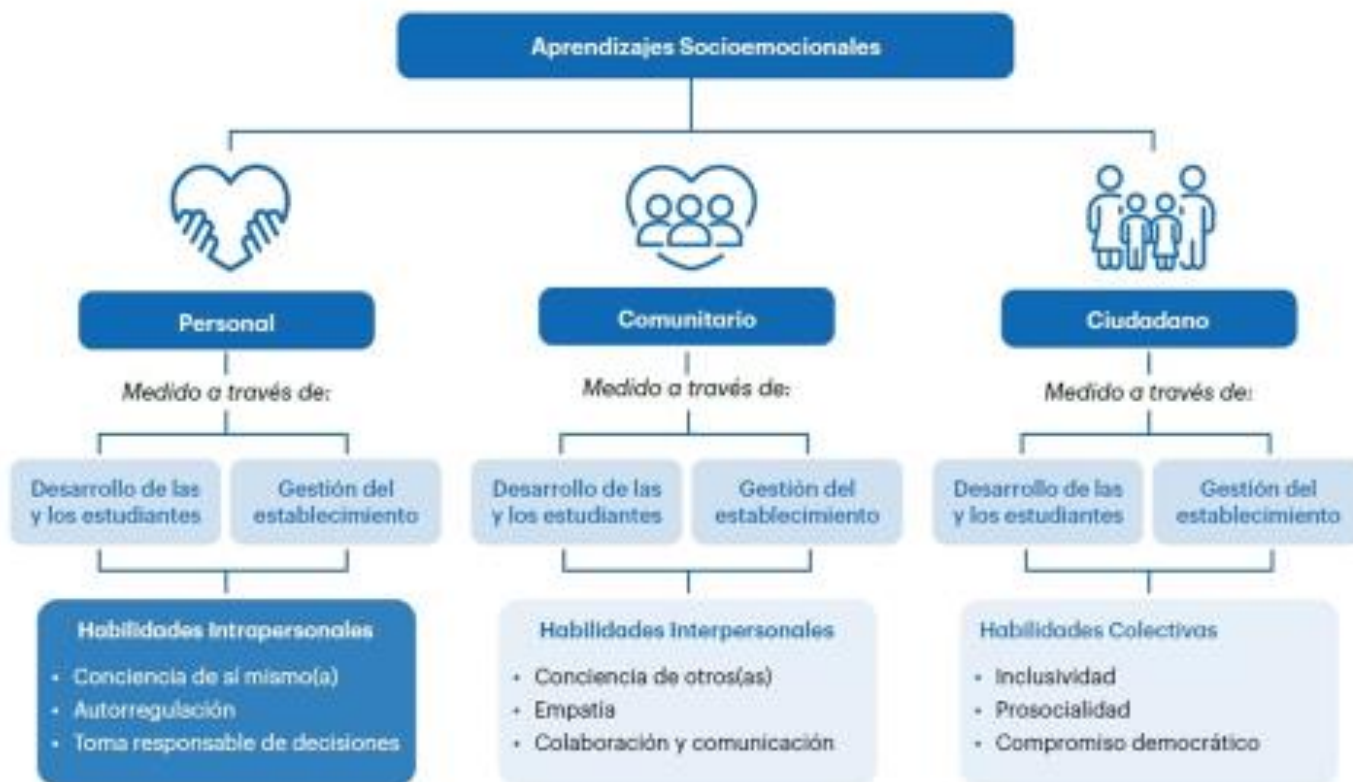 Aprendizajes Socioemocionales
Personal
Medido a través de:
Desarrollo de las
y los estudiantes
Gestión del
establecimiento
Habilidades Intrapersonales
• Conciencia de sí mismo(a)
• Autorregulación
• Toma responsable de decisiones
Comunitario
Medido a través de:
Desarrollo de las
y los estudiantes
Gestión del
establecimiento
Habilidades Interpersonales
• Conciencia de otros(as)
• Empatía
• Colaboración y comunicación
Ciudadano
Medido a través de:
Desarrollo de las
y los estudiantes
Gestión del
establecimiento
Habilidades Colectivas
• Inclusividad
• Prosocialidad
• Compromiso democrático